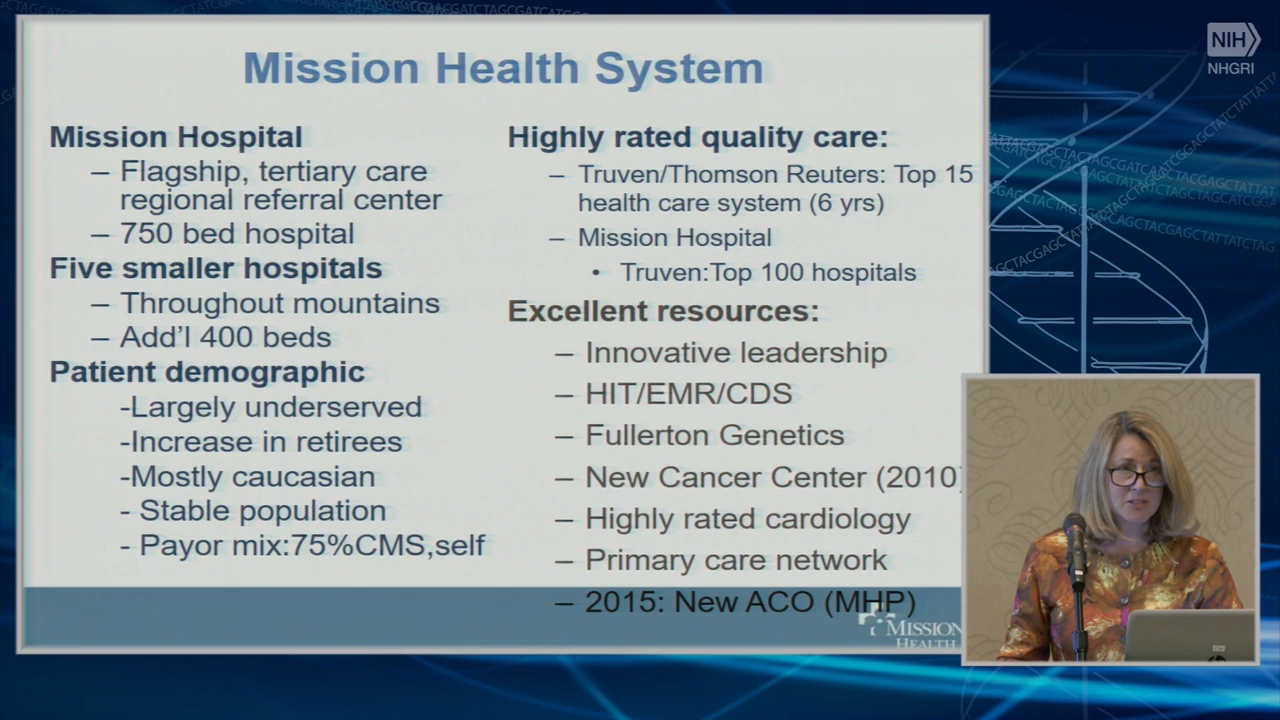 Mission Health System
Mission Hospital
– Flagship, tertiary care
regional referral center
– 750 bed hospital
Five smaller hospitals
– Throughout mountains
– Add'l 400 beds
Patient demographic
-Largely underserved
-Increase in retirees
-Mostly caucasian
- Stable population
- Payor mix:75%CMS,self
Highly rated quality care:
– Truven/Thomson Reuters: Top 15
health care system (6 yrs)
– Mission Hospital
• Truven:Top 100 hospitals
Excellent resources:
– Innovative leadership
– HIT/EMR/CDS
– Fullerton Genetics
– New Cancer Center (2010)
– Highly rated cardiology
– Primary care network
– 2015: New ACO (MHP)
MISSION
HEALTH
NIH
NHGRI